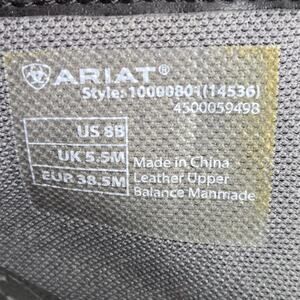 ARIAT®
Style: 10000801(14536)
4500059498
US 8B
UK 5.5M
EUR 38.5M
Made in China
Leather Upper
Balance Manmade